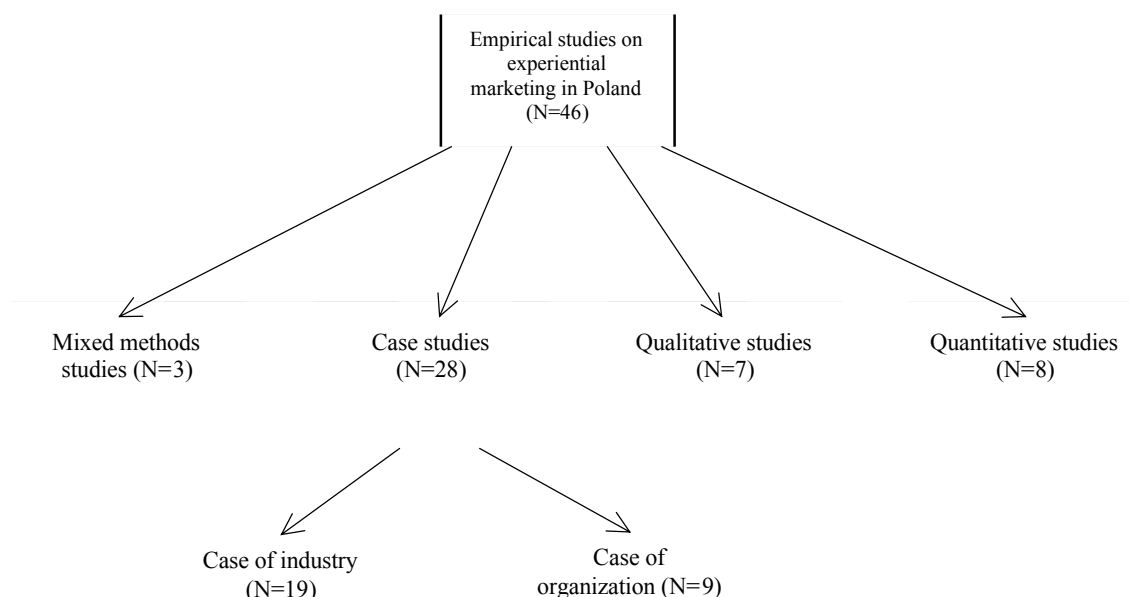 Empirical studies on
experiential
marketing in Poland
(N=46)
Mixed methods
studies (N=3)
Case studies
(N=28)
Qualitative studies
(N=7)
Quantitative studies
(N=8)
Case of industry
(N=19)
Case of
organization (N=9)